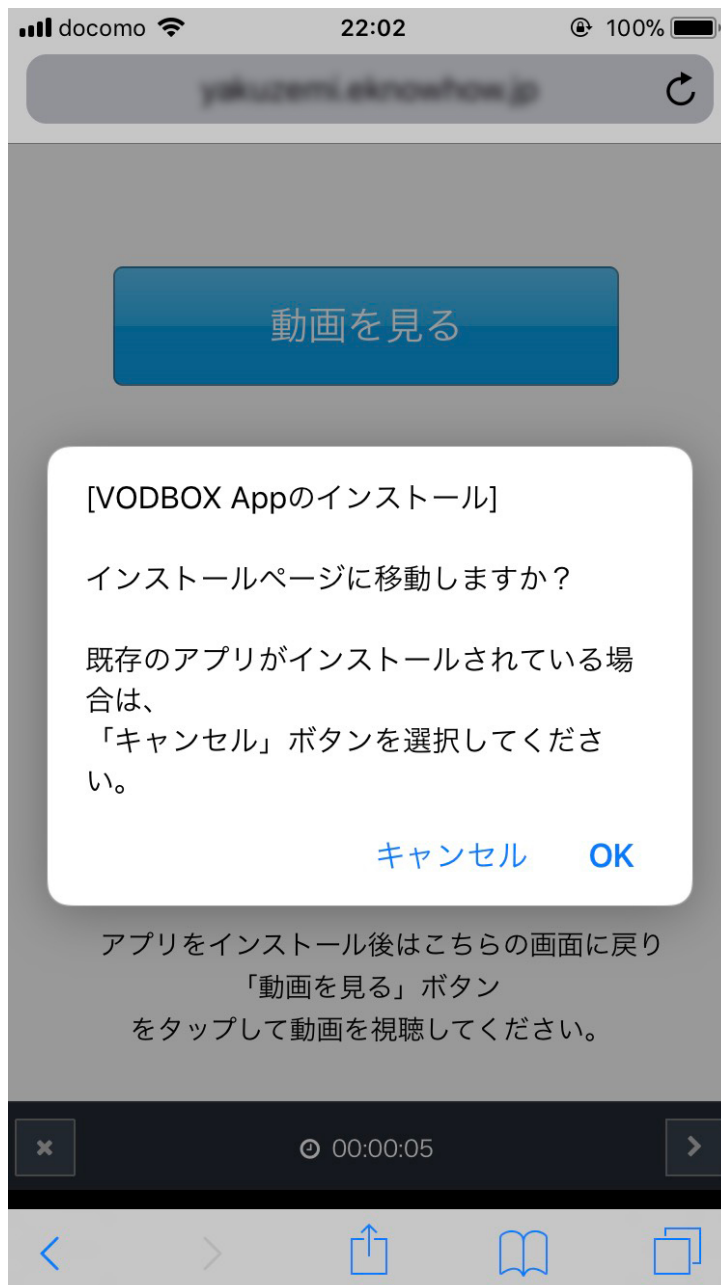 docomo
22:02
100%
yakuzemi.eknowhow.jp
動画を見る
[VODBOX Appのインストール]
インストールページに移動しますか？
既存のアプリがインストールされている場
合は、
「キャンセル」ボタンを選択してくださ
い。
キャンセル OK
アプリをインストール後はこちらの画面に戻り
「動画を見る」ボタン
をタップして動画を視聴してください。
00:00:05